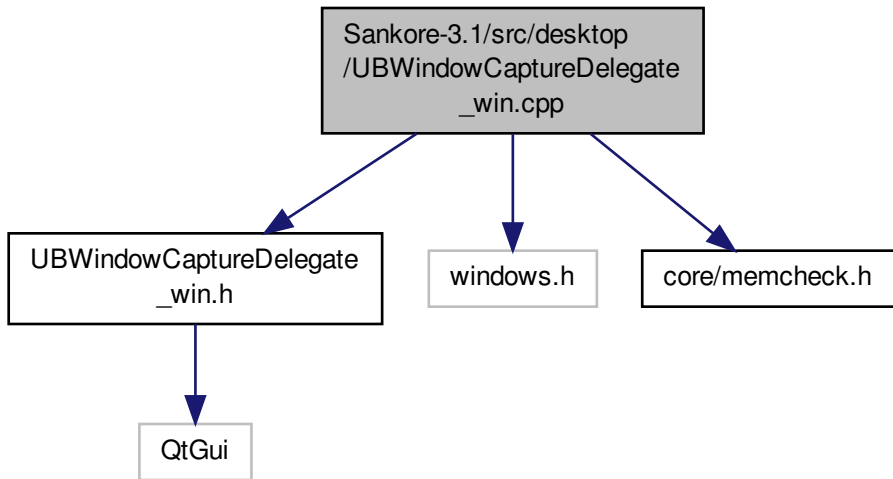 Sankore-3.1/src/desktop
/UBWindowCaptureDelegate
_win.cpp
UBWindowCaptureDelegate
_win.h
windows.h
core/memcheck.h
QtGui